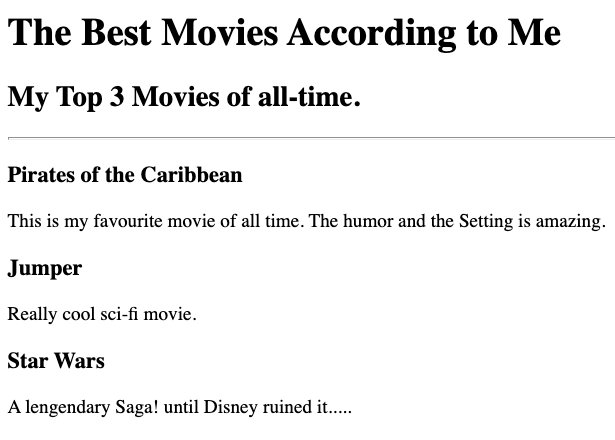 The Best Movies According to Me
My Top 3 Movies of all-time.
Pirates of the Caribbean
This is my favourite movie of all time. The humor and the Setting is amazing.
Jumper
Really cool sci-fi movie.
Star Wars
A lengendary Saga! until Disney ruined it.....